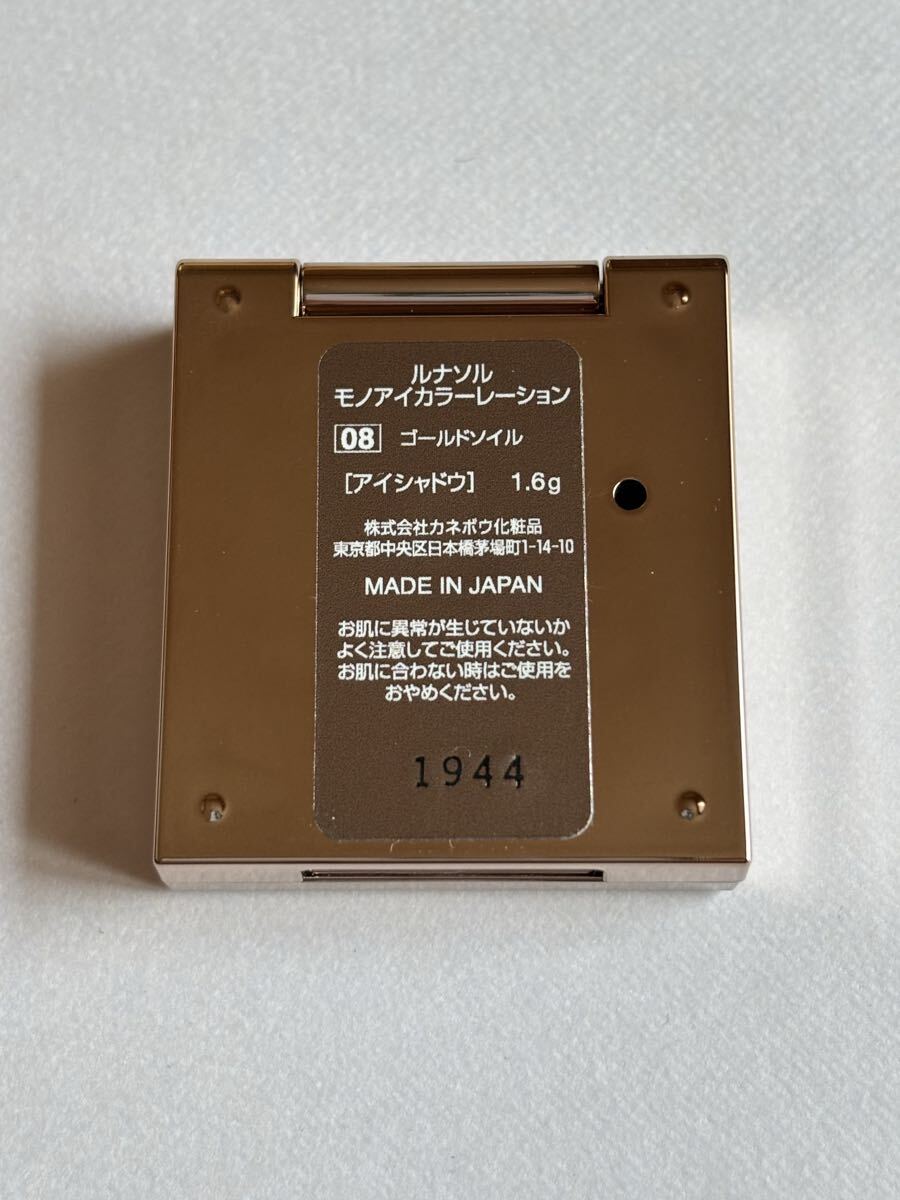 ルナソル
モノアイカラーレーション
08 ゴールドソイル
[アイシャドウ] 1.6g
株式会社カネボウ化粧品
東京都中央区日本橋茅場町1-14-10
MADE IN JAPAN
お肌に異常が生じていないか
よく注意してご使用ください。
お肌に合わない時はご使用を
おやめください。
1944